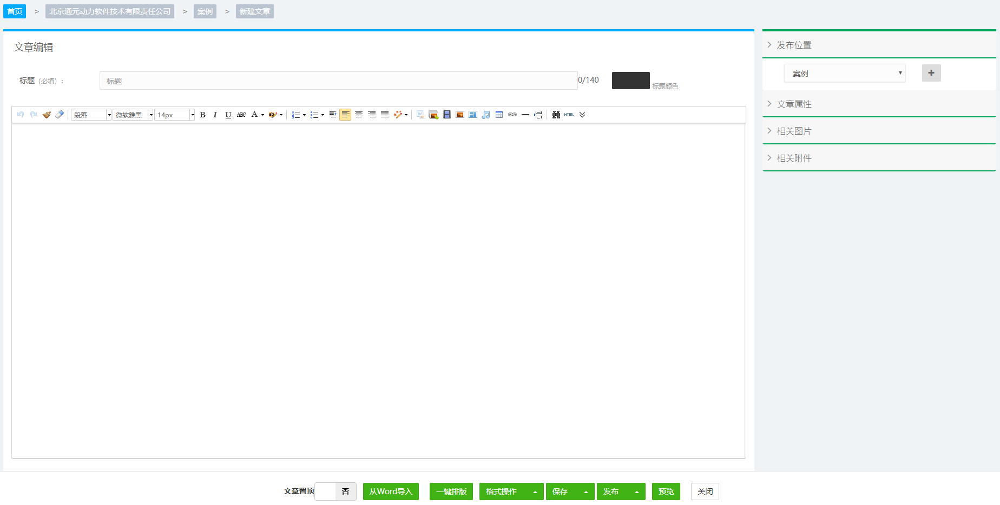 首页 > 北京通元动力软件技术有限责任公司 > 案例 > 新建文章
文章编辑
标题 (必填) :
标题
0/140
标题颜色
段落 微软雅黑 14px B I U ABC A ab HTML
发布位置
案例
文章属性
相关图片
相关附件
文章置顶 否 从Word导入 一键排版 格式操作 保存 发布 预览 关闭